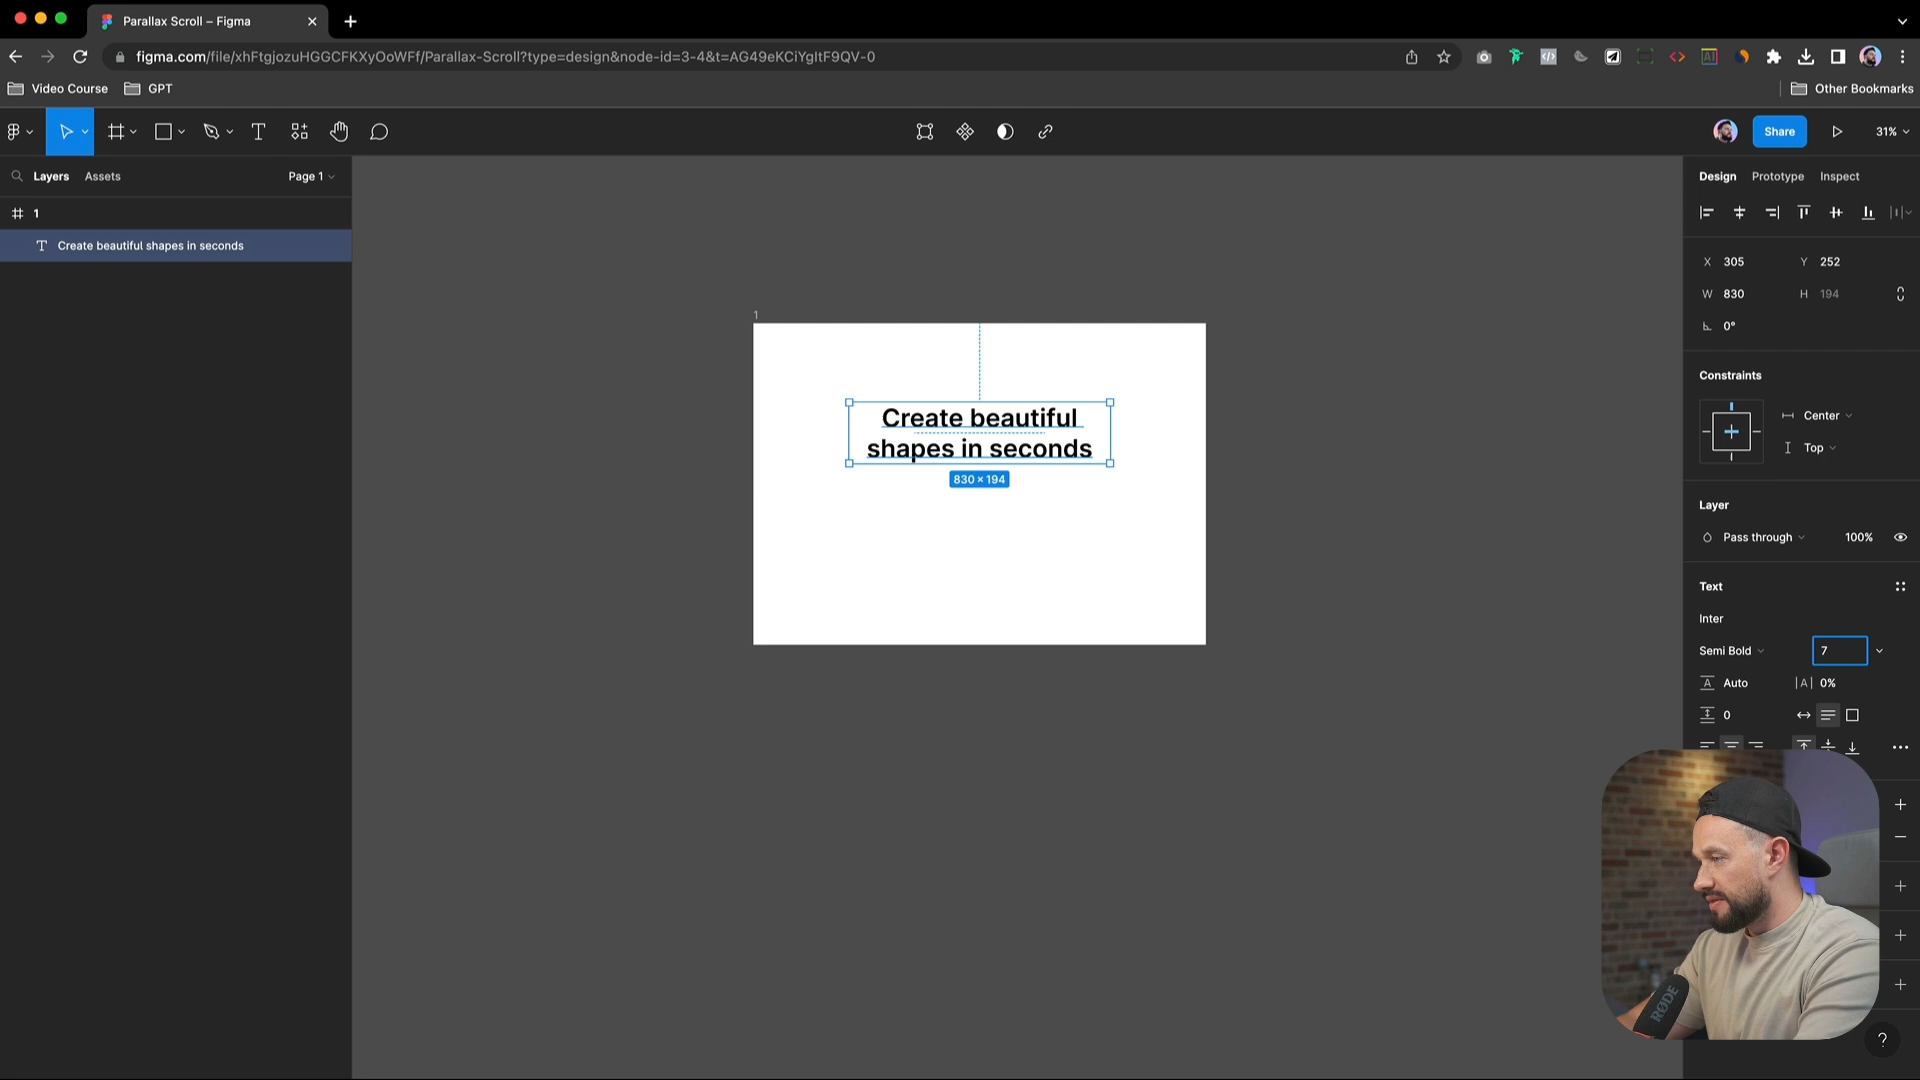 Parallax Scroll – Figma
figma.com/file/xhFtgjozuHGGCFKXyOoWFf/Parallax-Scroll?type=design&node-id=3-4&t=AG49eKCiYgItF9QV-0
Video Course
GPT
Other Bookmarks
Share
31%
Layers
Assets
Page 1
1
Create beautiful shapes in seconds
1
Create beautiful
shapes in seconds
830 × 194
Design
Prototype
Inspect
X 305
Y 252
W 830
H 194
0°
Constraints
Center
Top
Layer
Pass through
100%
Text
Inter
Semi Bold
7
A Auto
|A| 0%
0
RØDE
?